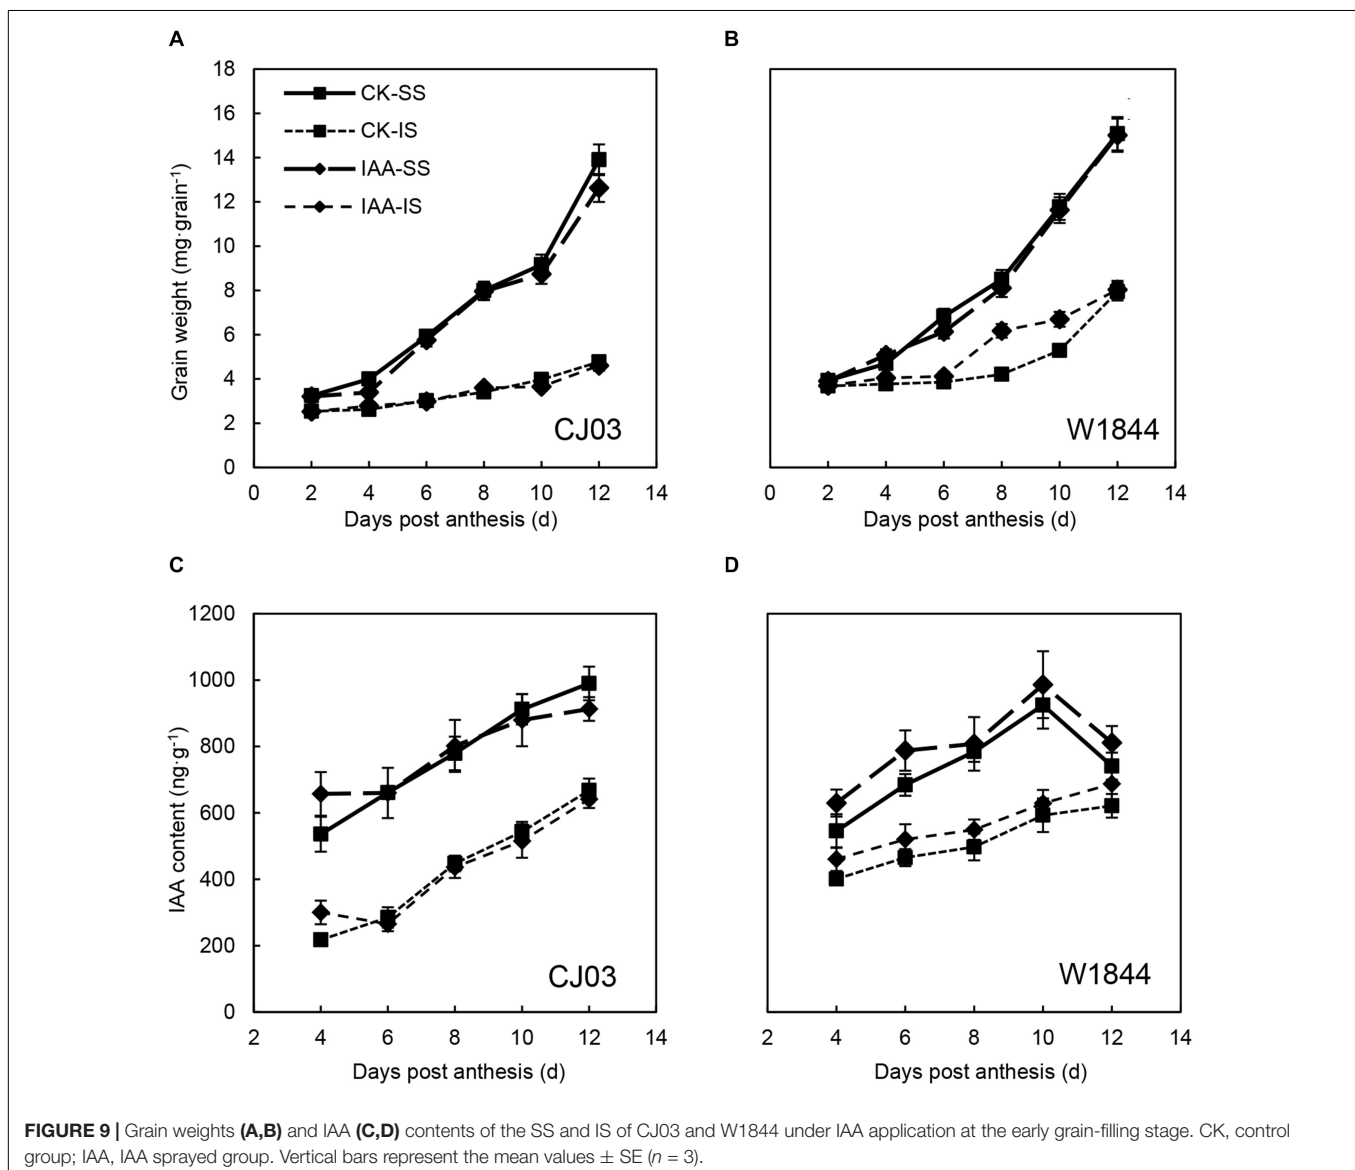 A
18
16
14
12
10
8
6
4
2
0
Grain weight (mg·grain⁻¹)
CK-SS
CK-IS
IAA-SS
IAA-IS
CJ03
0 2 4 6 8 10 12 14
Days post anthesis (d)
B
W1844
0 2 4 6 8 10 12 14
Days post anthesis (d)
C
1200
1000
800
600
400
200
0
IAA content (ng·g⁻¹)
CJ03
2 4 6 8 10 12 14
Days post anthesis (d)
D
W1844
2 4 6 8 10 12 14
Days post anthesis (d)
FIGURE 9 | Grain weights (A,B) and IAA (C,D) contents of the SS and IS of CJ03 and W1844 under IAA application at the early grain-filling stage. CK, control
group; IAA, IAA sprayed group. Vertical bars represent the mean values ± SE (n = 3).